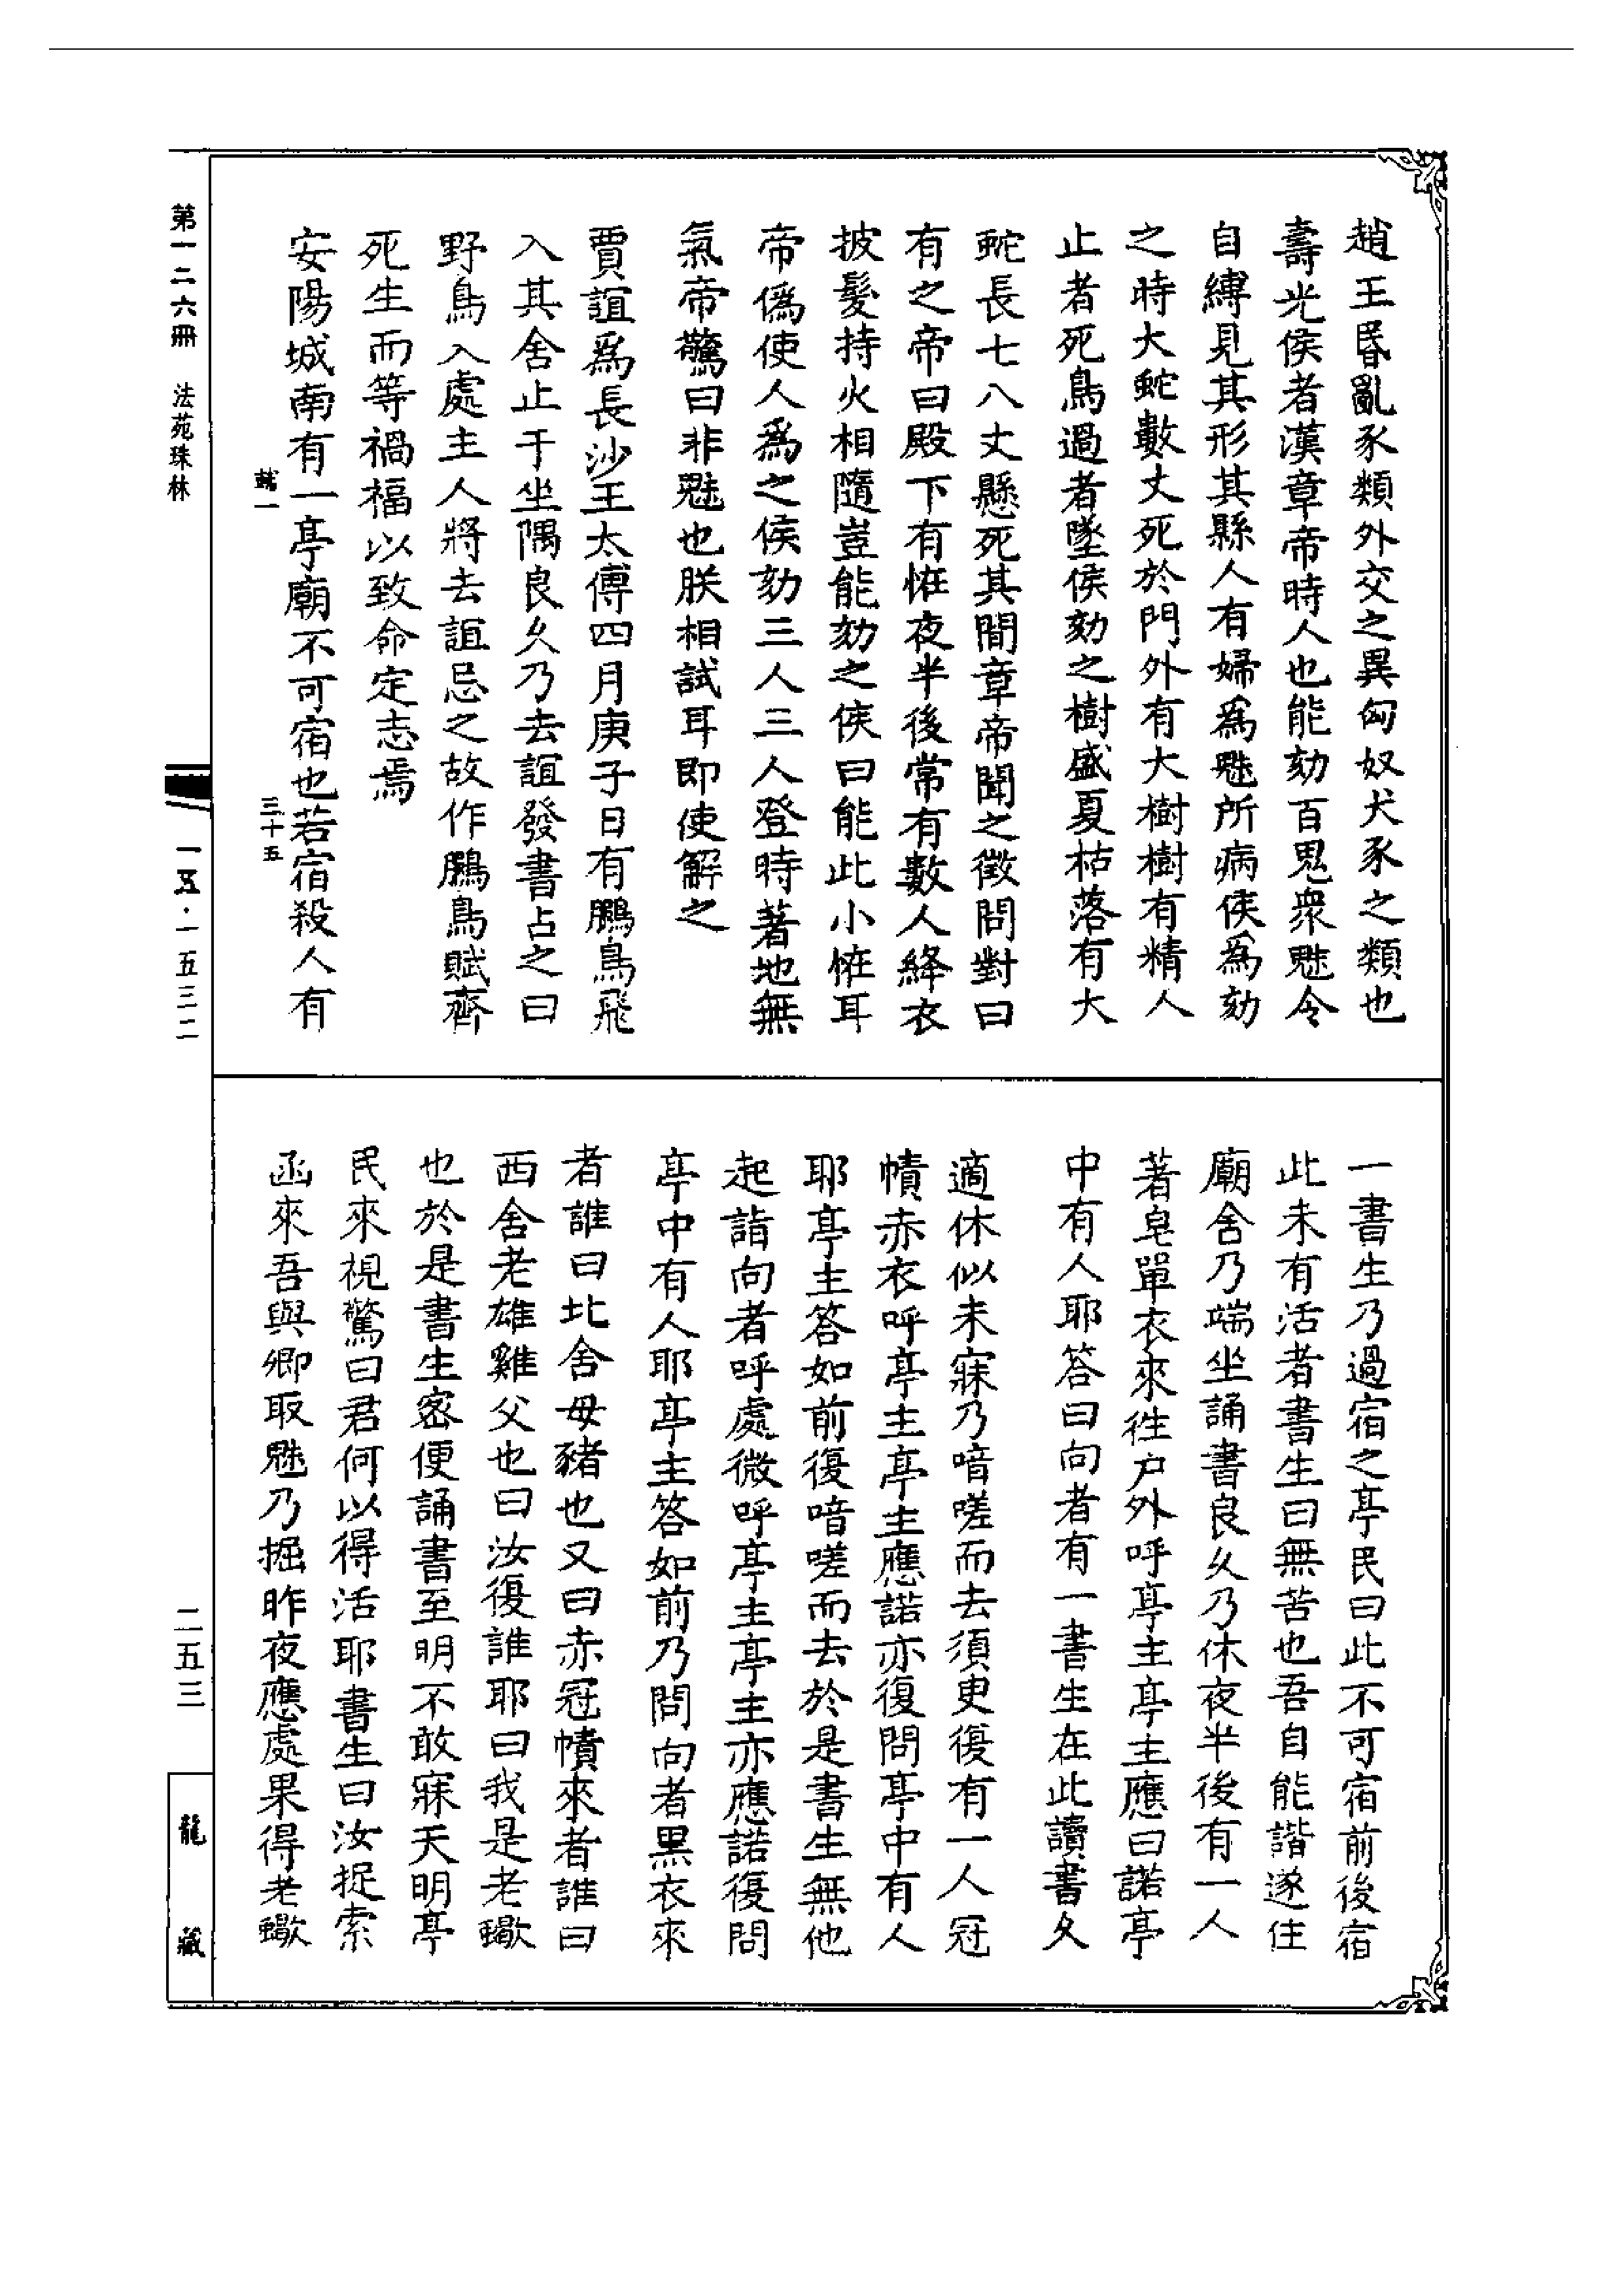 趙王昬亂豕類外交之異匈奴犬豕之類也
壽光侯者漢章帝時人也能劾百鬼衆魅令
自縛見其形其縣人有婦爲魅所病侯爲劾
之時大蛇數丈死於門外有大樹樹有精人
止者死鳥過者墜侯劾之樹盛夏枯落有大
蛇長七八丈懸死其間章帝聞之徵問對曰
有之帝曰殿下有恠夜半後常有數人絳衣
披髮持火相隨豈能劾之侯曰能此小恠耳
帝僞使人爲之侯劾三人三人登時著地無
氣帝驚曰非魅也朕相試耳即使解之
賈誼爲長沙王太傅四月庚子日有鵩鳥飛
入其舍止于坐隅良久乃去誼發書占之曰
野鳥入處主人將去誼忌之故作鵩鳥賦齊
死生而等禍福以致命定志焉
安陽城南有一亭廟不可宿也若宿殺人有
一書生乃過宿之亭民曰此不可宿前後宿
此未有活者書生曰無苦也吾自能諧遂住
廟舍乃端坐誦書良久乃休夜半後有一人
著皂單衣來徃户外呼亭主亭主應曰諾亭
中有人耶答曰向者有一書生在此讀書久
適休似未寐乃喑嗟而去須臾復有一人冠
幘赤衣呼亭主亭主應諾亦復問亭中有人
耶亭主答如前復喑嗟而去於是書生無他
起詣向者呼處微呼亭主亭主亦應諾復問
亭中有人耶亭主答如前乃問向者黑衣來
者誰曰北舍母豬也又曰赤冠幘來者誰曰
西舍老雄雞父也曰汝復誰耶曰我是老蠍
也於是書生密便誦書至明不敢寐天明亭
民來視驚曰君何以得活耶書生曰汝捉索
函來吾與卿取魅乃掘昨夜應處果得老蠍
第一二六冊　法苑珠林
三十五
一五·一五三二
二五三
龍藏